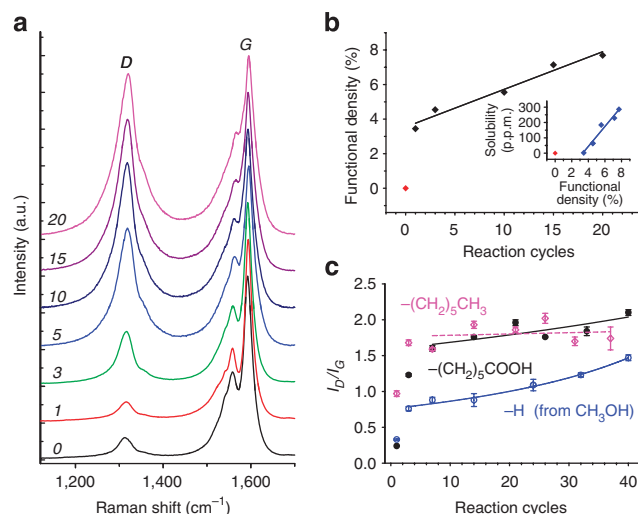 a
D
G
Intensity (a.u.)
20
15
10
5
3
1
0
1,200
1,400
1,600
Raman shift (cm⁻¹)
b
Functional density (%)
8
6
4
2
0
0
5
10
15
20
Reaction cycles
Solubility
(p.p.m.)
300
200
100
0
0
2
4
6
8
Functional
density (%)
c
I_D/I_G
2.5
2.0
1.5
1.0
0.5
0.0
–(CH₂)₅CH₃
–(CH₂)₅COOH
–H (from CH₃OH)
0
10
20
30
40
Reaction cycles